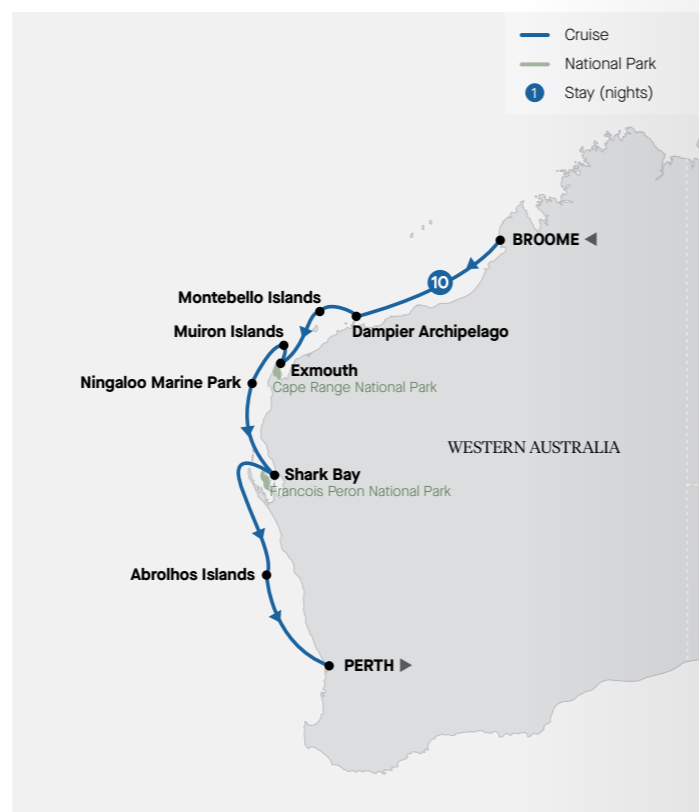 Cruise
National Park
1 Stay (nights)
BROOME
10
Montebello Islands
Dampier Archipelago
Muiron Islands
Exmouth
Cape Range National Park
Ningaloo Marine Park
WESTERN AUSTRALIA
Shark Bay
Francois Peron National Park
Abrolhos Islands
PERTH